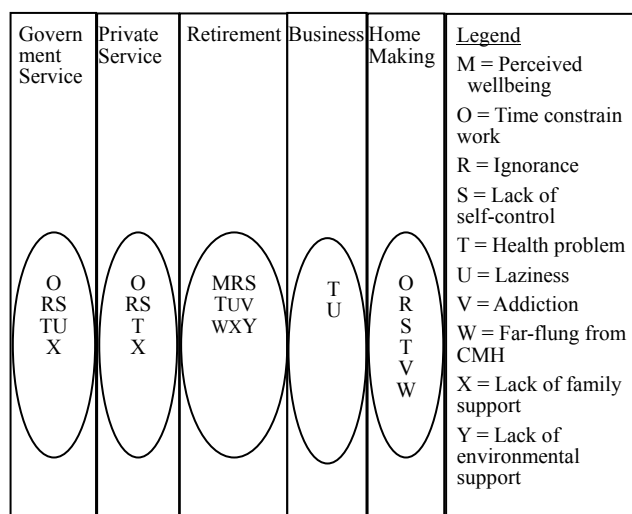 Govern
ment
Service
Private
Service
Retirement
Business
Home
Making
O
RS
TU
X
O
RS
T
X
MRS
TUV
WXY
T
U
O
R
S
T
V
W
Legend
M = Perceived
wellbeing
O = Time constrain
work
R = Ignorance
S = Lack of
self-control
T = Health problem
U = Laziness
V = Addiction
W = Far-flung from
CMH
X = Lack of family
support
Y = Lack of
environmental
support